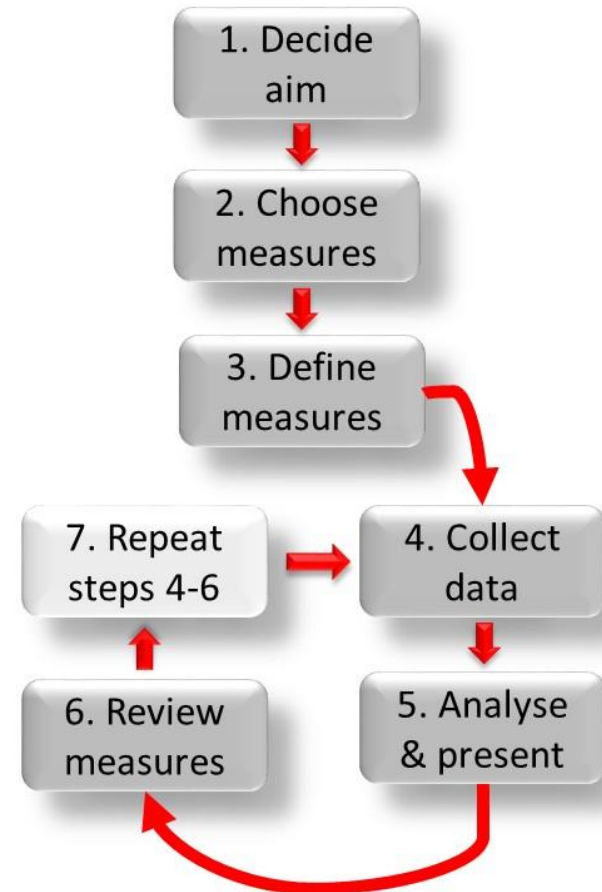 1. Decide
aim
2. Choose
measures
3. Define
measures
4. Collect
data
5. Analyse
& present
6. Review
measures
7. Repeat
steps 4-6